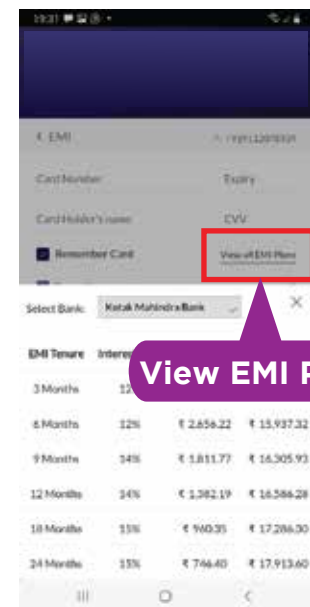 19:31
< EMI
Card Number Expiry
Card Holder's name CVV
Remember Card View all EMI Plans
Select Bank: Kotak Mahindra Bank
EMI Tenure
View EMI P
3 Months
6 Months 12% ₹ 2,656.22 ₹ 15,937.32
9 Months 14% ₹ 1,811.77 ₹ 16,305.93
12 Months 14% ₹ 1,382.19 ₹ 16,586.28
18 Months 15% ₹ 960.35 ₹ 17,286.30
24 Months 15% ₹ 746.40 ₹ 17,913.60